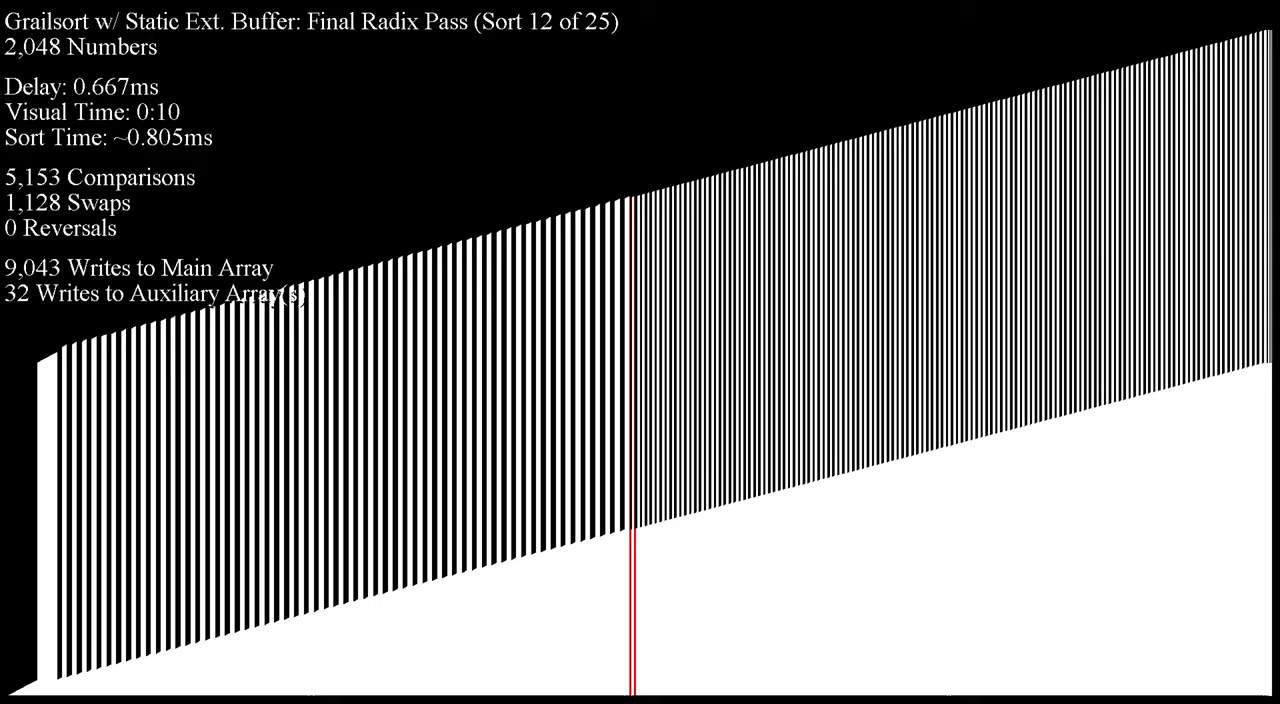 Grailsort w/ Static Ext. Buffer: Final Radix Pass (Sort 12 of 25)
2,048 Numbers
Delay: 0.667ms
Visual Time: 0:10
Sort Time: ~0.805ms
5,153 Comparisons
1,128 Swaps
0 Reversals
9,043 Writes to Main Array
32 Writes to Auxiliary Array(s)